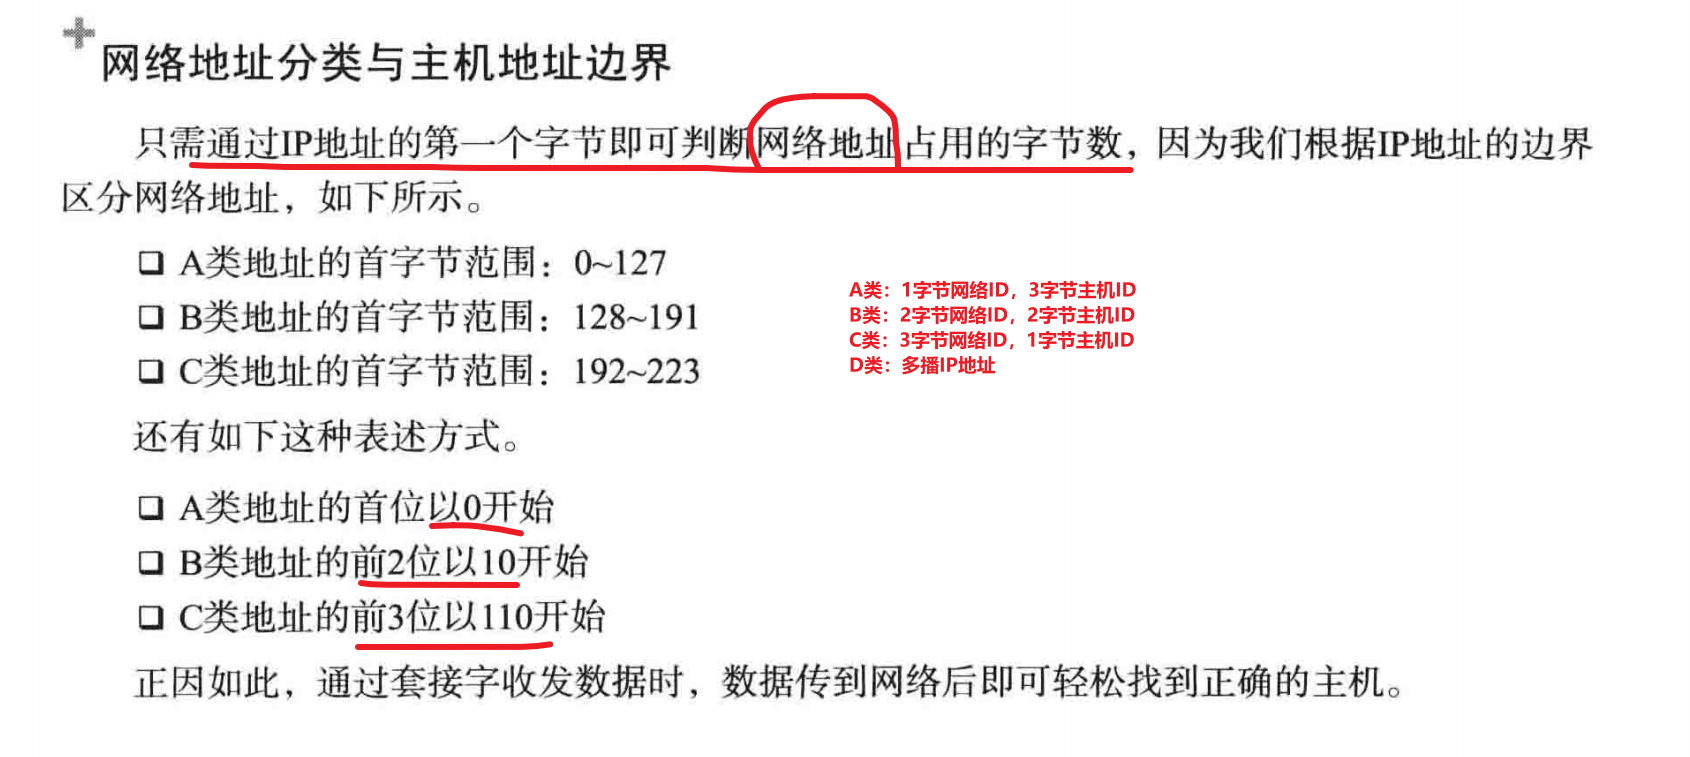 网络地址分类与主机地址边界
只需通过IP地址的第一个字节即可判断网络地址占用的字节数，因为我们根据IP地址的边界
区分网络地址，如下所示。
❏ A类地址的首字节范围：0~127
❏ B类地址的首字节范围：128~191
❏ C类地址的首字节范围：192~223
A类：1字节网络ID，3字节主机ID
B类：2字节网络ID，2字节主机ID
C类：3字节网络ID，1字节主机ID
D类：多播IP地址
还有如下这种表述方式。
❏ A类地址的首位以0开始
❏ B类地址的前2位以10开始
❏ C类地址的前3位以110开始
正因如此，通过套接字收发数据时，数据传到网络后即可轻松找到正确的主机。